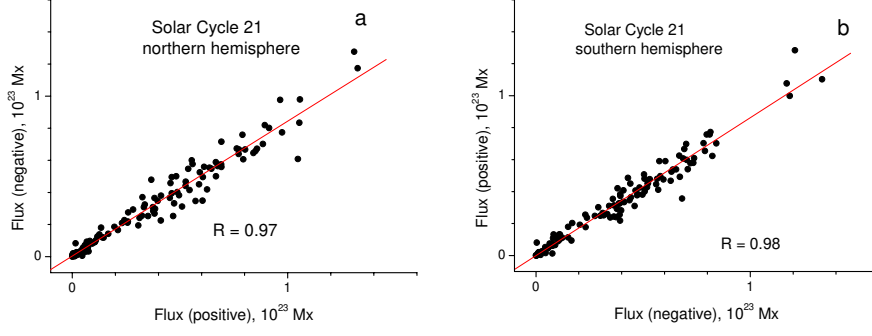 a
Solar Cycle 21
northern hemisphere
Flux (negative), 10²³ Mx
1
0
R = 0.97
0
1
Flux (positive), 10²³ Mx
b
Solar Cycle 21
southern hemisphere
Flux (positive), 10²³ Mx
1
0
R = 0.98
0
1
Flux (negative), 10²³ Mx